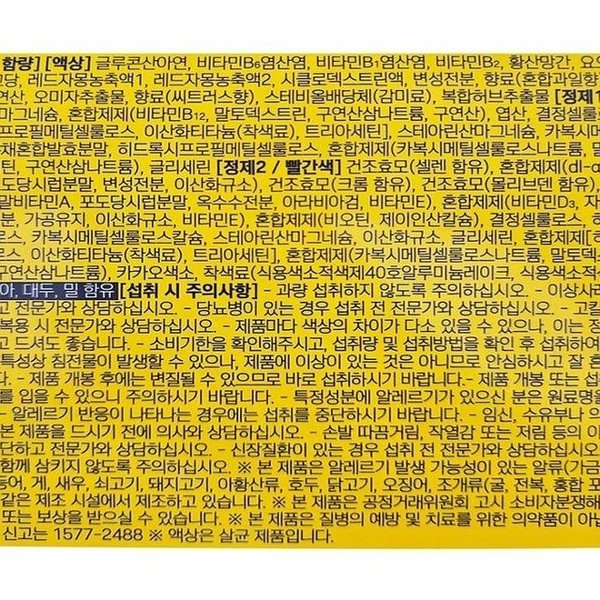 함량) [액상] 글루콘산아연, 비타민B6염산염, 비타민B1염산염, 비타민B2, 황산망간, 요오
고당, 레드자몽농축액1, 레드자몽농축액2, 시클로덱스트린액, 변성전분, 향료(혼합과일향
연산, 오미자추출물, 향료(씨트러스향), 스테비올배당체(감미료), 복합허브추출물 [정제1
마그네슘, 혼합제제(비타민B12, 말토덱스트린, 구연산삼나트륨, 구연산), 엽산, 결정셀룰로
프로필메틸셀룰로스, 이산화티타늄(착색료), 트리아세틴], 스테아린산마그네슘, 카복시메
채혼합발효분말, 히드록시프로필메틸셀룰로스, 혼합제제(카복시메틸셀룰로스나트륨, 말
틴, 구연산삼나트륨), 글리세린 [정제2 / 빨간색] 건조효모(셀렌 함유), 혼합제제(dl-α
도당시럽분말, 변성전분, 이산화규소), 건조효모(크롬 함유), 건조효모(몰리브덴 함유),
말비타민A, 포도당시럽분말, 옥수수전분, 아라비아검, 비타민E), 혼합제제(비타민D3, 자
분, 가공유지, 이산화규소, 비타민E), 혼합제제(비오틴, 제이인산칼슘), 결정셀룰로스, 히
로스, 카복시메틸셀룰로스칼슘, 스테아린산마그네슘, 이산화규소, 글리세린, 혼합제제[히
스, 이산화티타늄(착색료), 트리아세틴], 혼합제제(카복시메틸셀룰로스나트륨, 말토덱
연산삼나트륨), 카카오색소, 착색료(식용색소적색제40호알루미늄레이크, 식용색소적
아, 대두, 밀 함유 [섭취 시 주의사항] - 과량 섭취하지 않도록 주의하십시오. - 이상사례
고 전문가와 상담하십시오. - 당뇨병이 있는 경우 섭취 전 전문가와 상담하십시오. - 고칼
복용 시 전문가와 상담하십시오. - 제품마다 색상의 차이가 다소 있을 수 있으나, 이는 정
고 드셔도 좋습니다. - 소비기한을 확인해주시고, 섭취량 및 섭취방법을 확인 후 섭취하여
특성상 침전물이 발생할 수 있으나, 제품에 이상이 있는 것은 아니므로 안심하시고 잘 흔
다. - 제품 개봉 후에는 변질될 수 있으므로 바로 섭취하시기 바랍니다.- 제품 개봉 또는 섭
를 입을 수 있으니 주의하시기 바랍니다. - 특정성분에 알레르기가 있으신 분은 원료명을
- 알레르기 반응이 나타나는 경우에는 섭취를 중단하시기 바랍니다. - 임신, 수유부나 의
본 제품을 드시기 전에 의사와 상담하십시오. - 손발 따끔거림, 작열감 또는 저림 등의 이
단하고 전문가와 상담하십시오. - 신장질환이 있는 경우 섭취 전 전문가와 상담하십시오.
함께 삼키지 않도록 주의하십시오. ※ 본 제품은 알레르기 발생 가능성이 있는 알류(가금
등어, 게, 새우, 쇠고기, 돼지고기, 아황산류, 호두, 닭고기, 오징어, 조개류(굴, 전복, 홍합 포
같은 제조 시설에서 제조하고 있습니다. ※ 본 제품은 공정거래위원회 고시 소비자분쟁해
또는 보상을 받으실 수 있습니다. ※ 본 제품은 질병의 예방 및 치료를 위한 의약품이 아닙
신고는 1577-2488 ※ 액상은 살균 제품입니다.